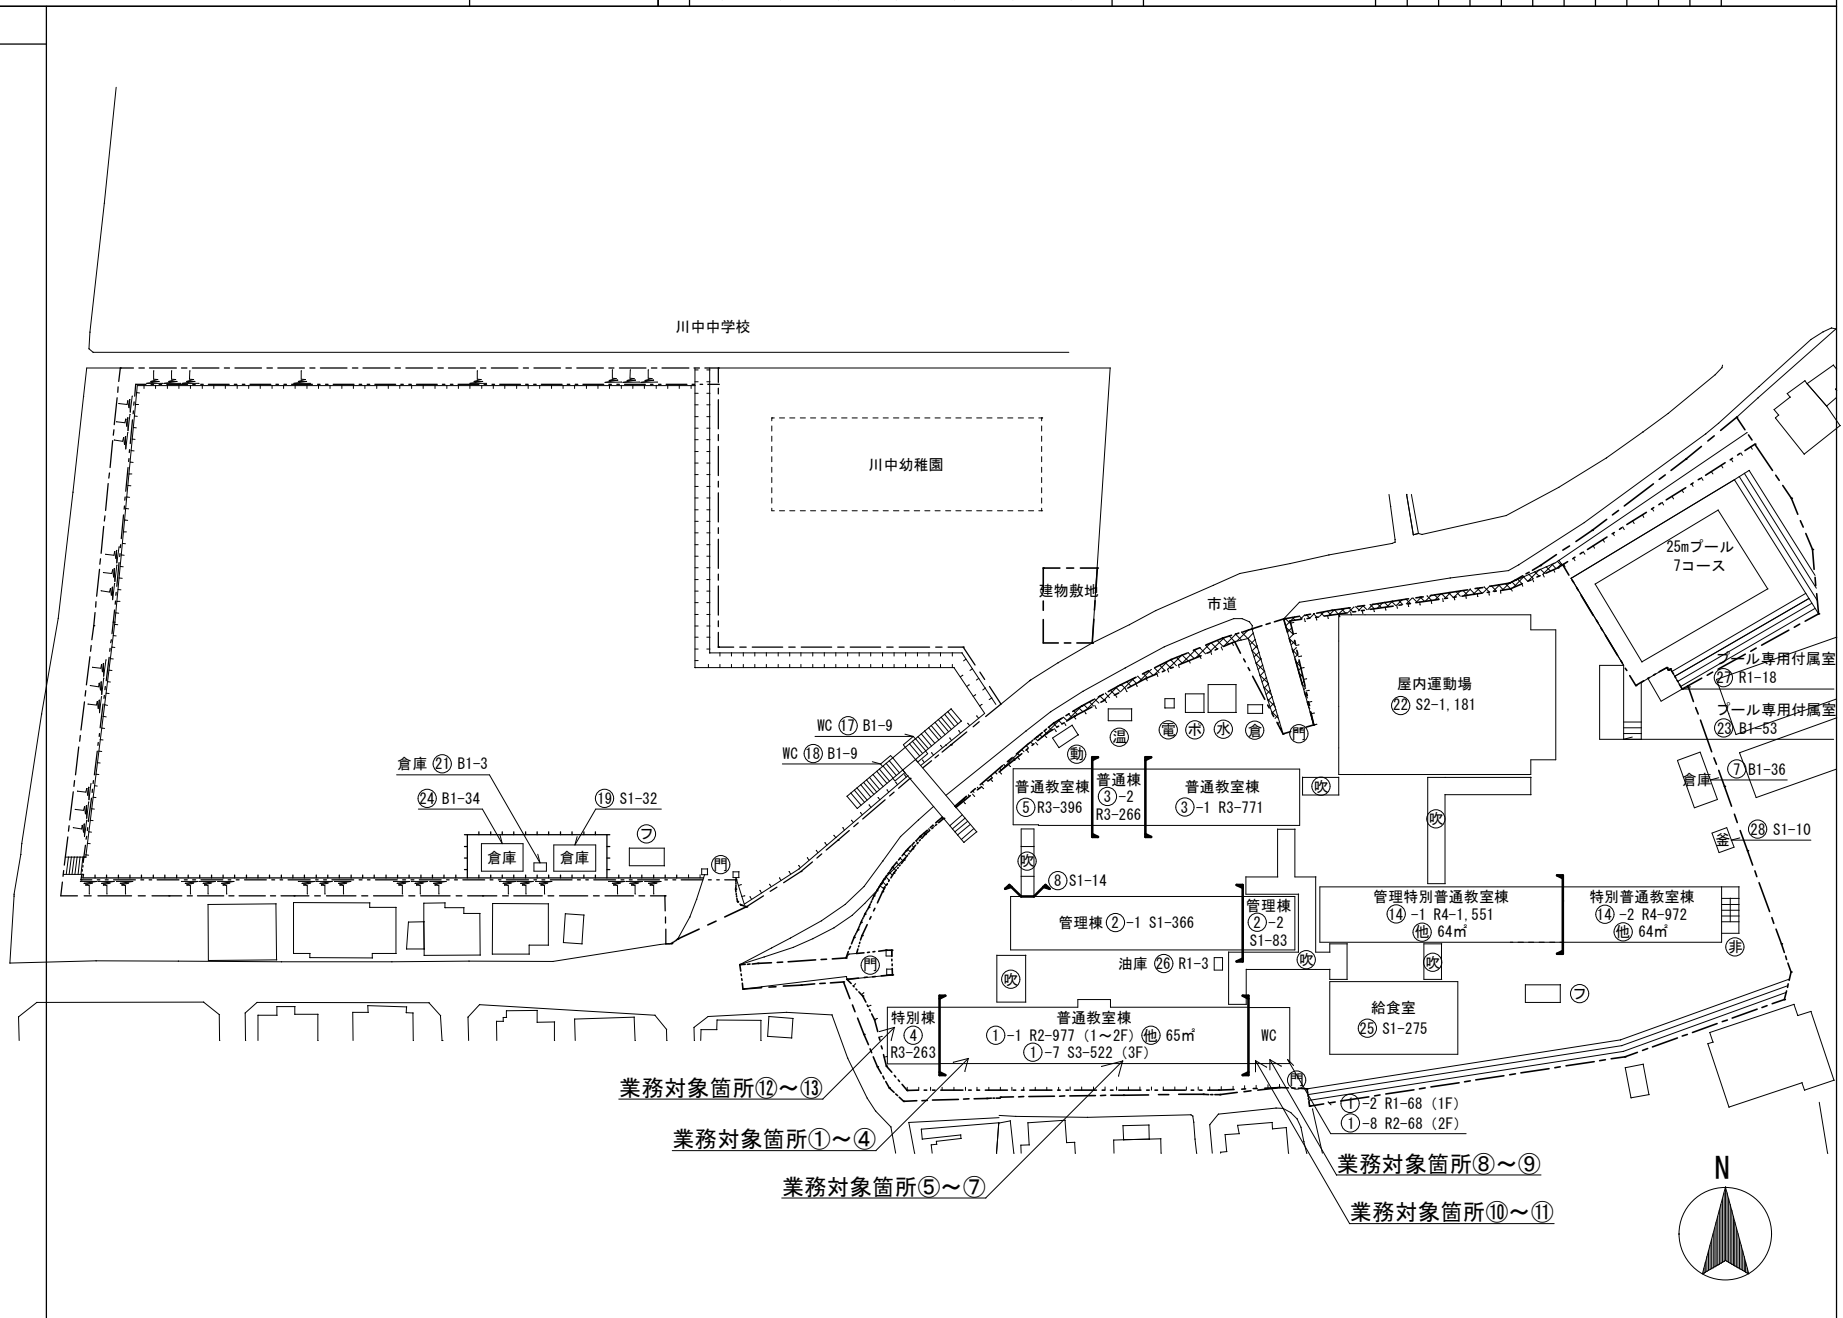 川中中学校
川中幼稚園
建物敷地
市道
25mプール
7コース
プール専用付属室
㉗ R1-18
プール専用付属室
㉓ B1-53
屋内運動場
㉒ S2-1,181
倉庫
⑦ B1-36
釜
㉘ S1-10
WC ⑰ B1-9
WC ⑱ B1-9
倉庫 ㉑ B1-3
㉔ B1-34
⑲ S1-32
倉庫
倉庫
フ
門
動
温
電
ポ
水
倉
門
普通教室棟
⑤ R3-396
普通棟
③-2
R3-266
普通教室棟
③-1 R3-771
吹
吹
吹
⑧ S1-14
管理棟 ②-1 S1-366
管理棟
②-2
S1-83
管理特別普通教室棟
⑭-1 R4-1,551
他 64㎡
特別普通教室棟
⑭-2 R4-972
他 64㎡
非
門
吹
油庫 ㉖ R1-3
吹
吹
給食室
㉕ S1-275
フ
特別棟
④
R3-263
普通教室棟
①-1 R2-977 (1~2F) 他 65㎡
①-7 S3-522 (3F)
WC
門
①-2 R1-68 (1F)
①-8 R2-68 (2F)
業務対象箇所⑫~⑬
業務対象箇所①~④
業務対象箇所⑤~⑦
業務対象箇所⑧~⑨
業務対象箇所⑩~⑪
N